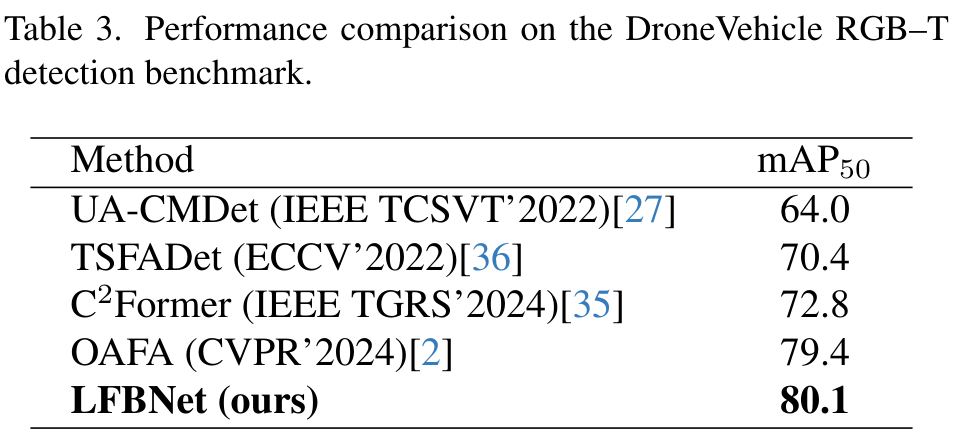 Table 3. Performance comparison on the DroneVehicle RGB–T
detection benchmark.
Method mAP₅₀
UA-CMDet (IEEE TCSVT’2022)[27] 64.0
TSFADet (ECCV’2022)[36] 70.4
C²Former (IEEE TGRS’2024)[35] 72.8
OAFA (CVPR’2024)[2] 79.4
LFBNet (ours) 80.1